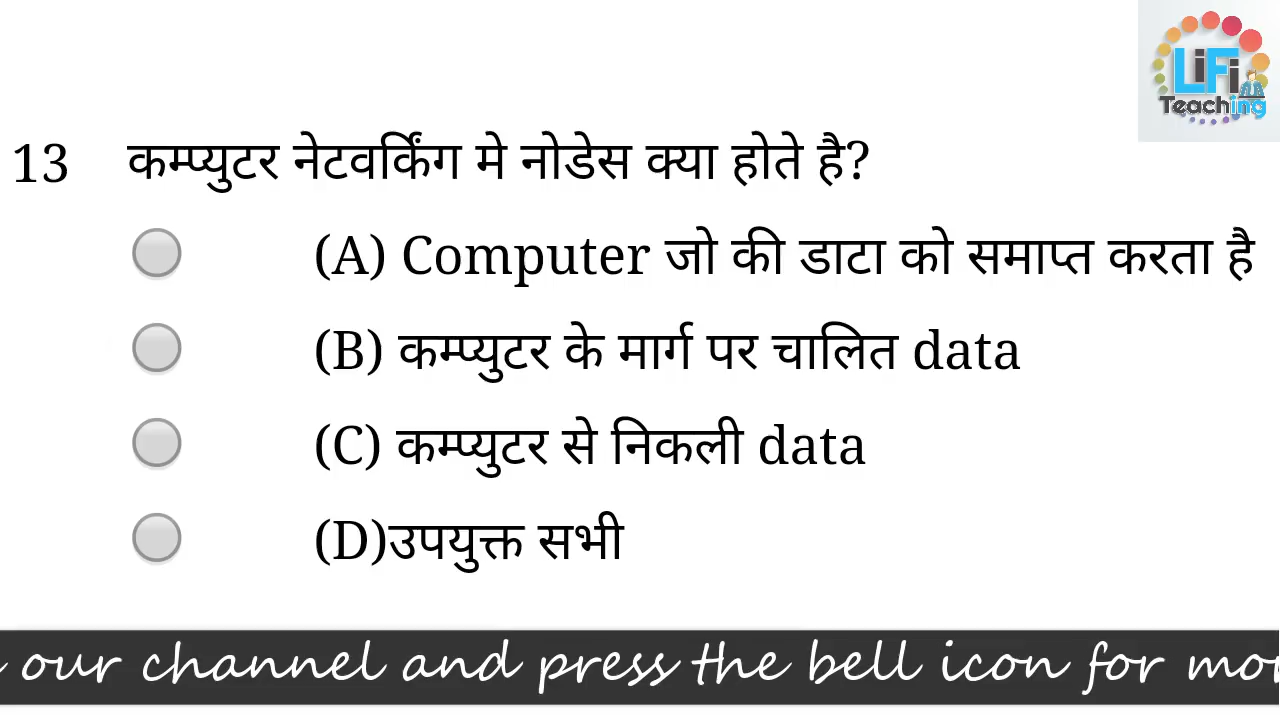 LiFi
Teaching
13 कम्प्युटर नेटवर्किंग मे नोडेस क्या होते है?
(A) Computer जो की डाटा को समाप्त करता है
(B) कम्प्युटर के मार्ग पर चालित data
(C) कम्प्युटर से निकली data
(D)उपयुक्त सभी
our channel and press the bell icon for